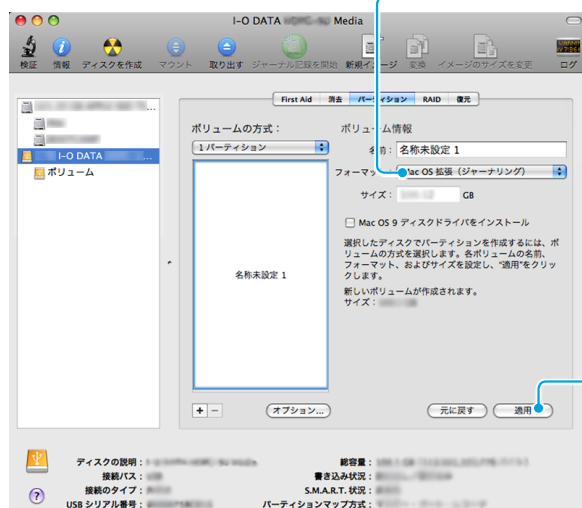 I-O DATA Media
検証 情報 ディスクを作成 マウント 取り出す ジャーナル記録を開始 新規イメージ 変換 イメージのサイズを変更 ログ
First Aid 消去 パーティション RAID 復元
I-O DATA
ボリューム
ボリュームの方式：
1 パーティション
名称未設定 1
ボリューム情報
名前： 名称未設定 1
フォーマット Mac OS 拡張（ジャーナリング）
サイズ： GB
Mac OS 9 ディスクドライバをインストール
選択したディスクでパーティションを作成するには、ボ
リュームの方式を選択します。各ボリュームの名前、
フォーマット、およびサイズを設定し、“適用”をクリッ
クします。
新しいボリュームが作成されます。
サイズ：
+ − オプション... 元に戻す 適用
ディスクの説明：
接続バス：
接続のタイプ：
USB シリアル番号：
総容量：
書き込み状況：
S.M.A.R.T. 状況：
パーティションマップ方式：